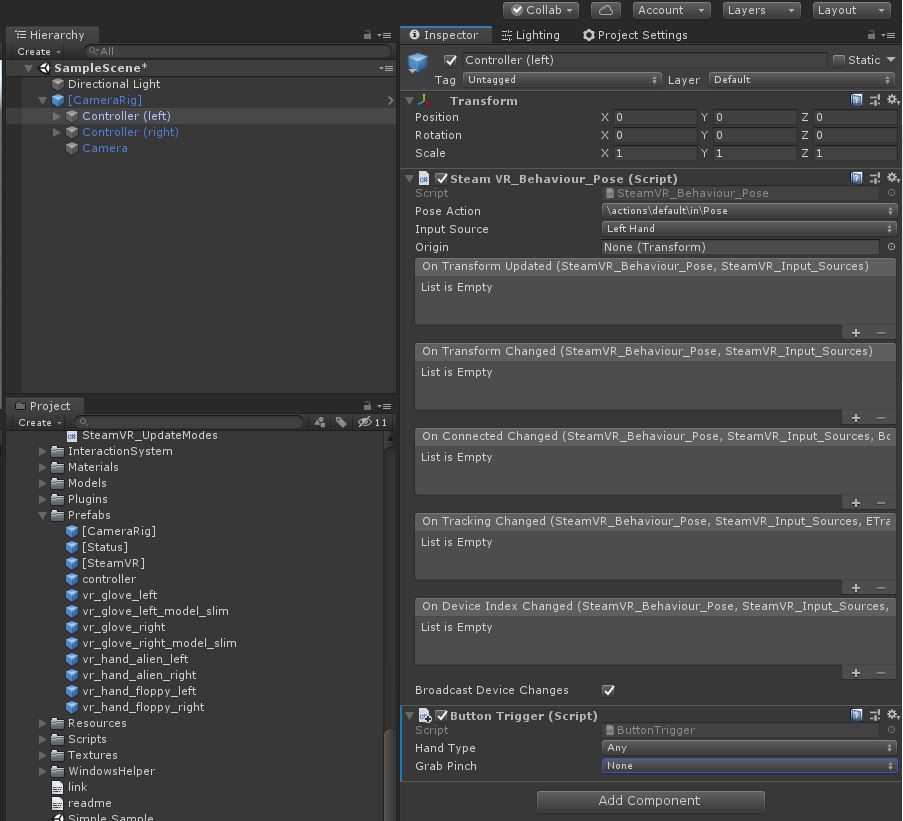 Collab
Account
Layers
Layout
Hierarchy
Create
All
SampleScene*
Directional Light
[CameraRig]
Controller (left)
Controller (right)
Camera
Project
Create
11
SteamVR_UpdateModes
InteractionSystem
Materials
Models
Plugins
Prefabs
[CameraRig]
[Status]
[SteamVR]
controller
vr_glove_left
vr_glove_left_model_slim
vr_glove_right
vr_glove_right_model_slim
vr_hand_alien_left
vr_hand_alien_right
vr_hand_floppy_left
vr_hand_floppy_right
Resources
Scripts
Textures
WindowsHelper
link
readme
Simple Sample
Inspector
Lighting
Project Settings
Controller (left)
Static
Tag Untagged Layer Default
Transform
Position X 0 Y 0 Z 0
Rotation X 0 Y 0 Z 0
Scale X 1 Y 1 Z 1
Steam VR_Behaviour_Pose (Script)
Script SteamVR_Behaviour_Pose
Pose Action \actions\default\in\Pose
Input Source Left Hand
Origin None (Transform)
On Transform Updated (SteamVR_Behaviour_Pose, SteamVR_Input_Sources)
List is Empty
+ −
On Transform Changed (SteamVR_Behaviour_Pose, SteamVR_Input_Sources)
List is Empty
+ −
On Connected Changed (SteamVR_Behaviour_Pose, SteamVR_Input_Sources, Bo
List is Empty
+ −
On Tracking Changed (SteamVR_Behaviour_Pose, SteamVR_Input_Sources, ETra
List is Empty
+ −
On Device Index Changed (SteamVR_Behaviour_Pose, SteamVR_Input_Sources,
List is Empty
+ −
Broadcast Device Changes
Button Trigger (Script)
Script ButtonTrigger
Hand Type Any
Grab Pinch None
Add Component